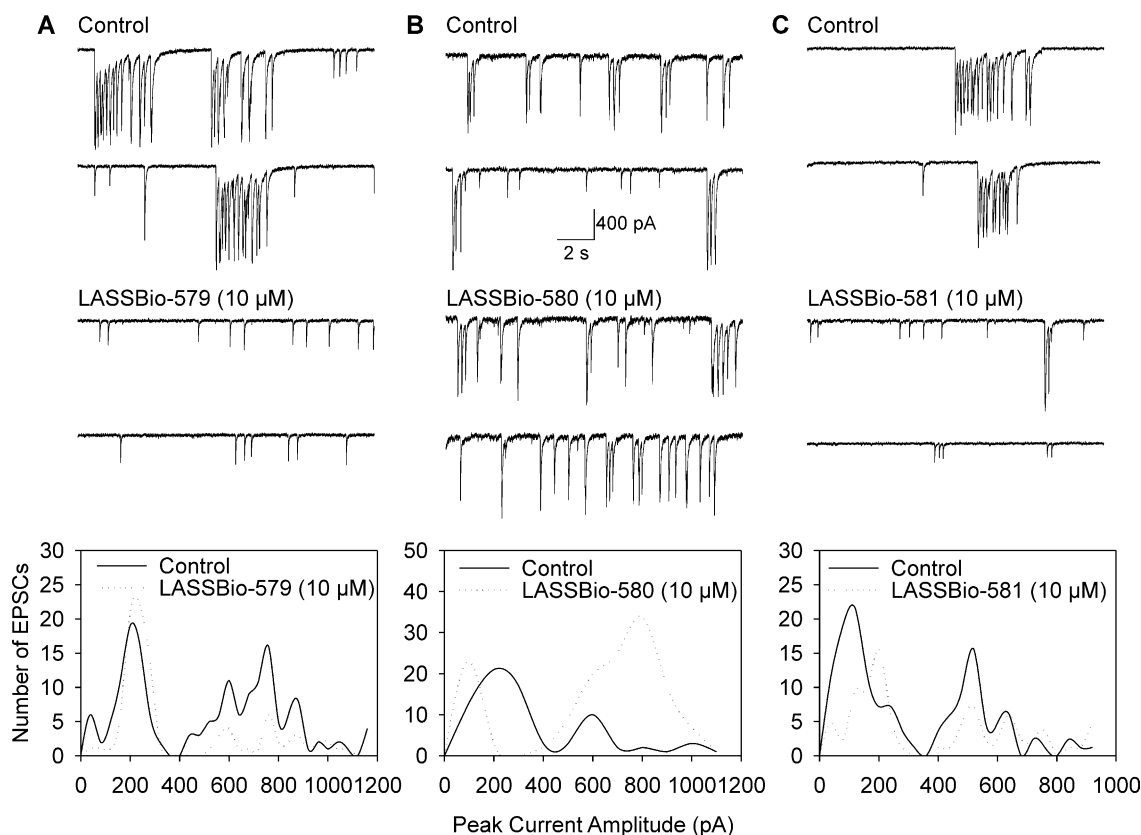 A Control
B Control
C Control
400 pA
2 s
LASSBio-579 (10 µM)
LASSBio-580 (10 µM)
LASSBio-581 (10 µM)
Number of EPSCs
30
25
20
15
10
5
0
Control
LASSBio-579 (10 µM)
0 200 400 600 800 1000 1200
50
40
30
20
10
0
Control
LASSBio-580 (10 µM)
0 200 400 600 800 1000 1200
30
25
20
15
10
5
0
Control
LASSBio-581 (10 µM)
0 200 400 600 800 1000
Peak Current Amplitude (pA)